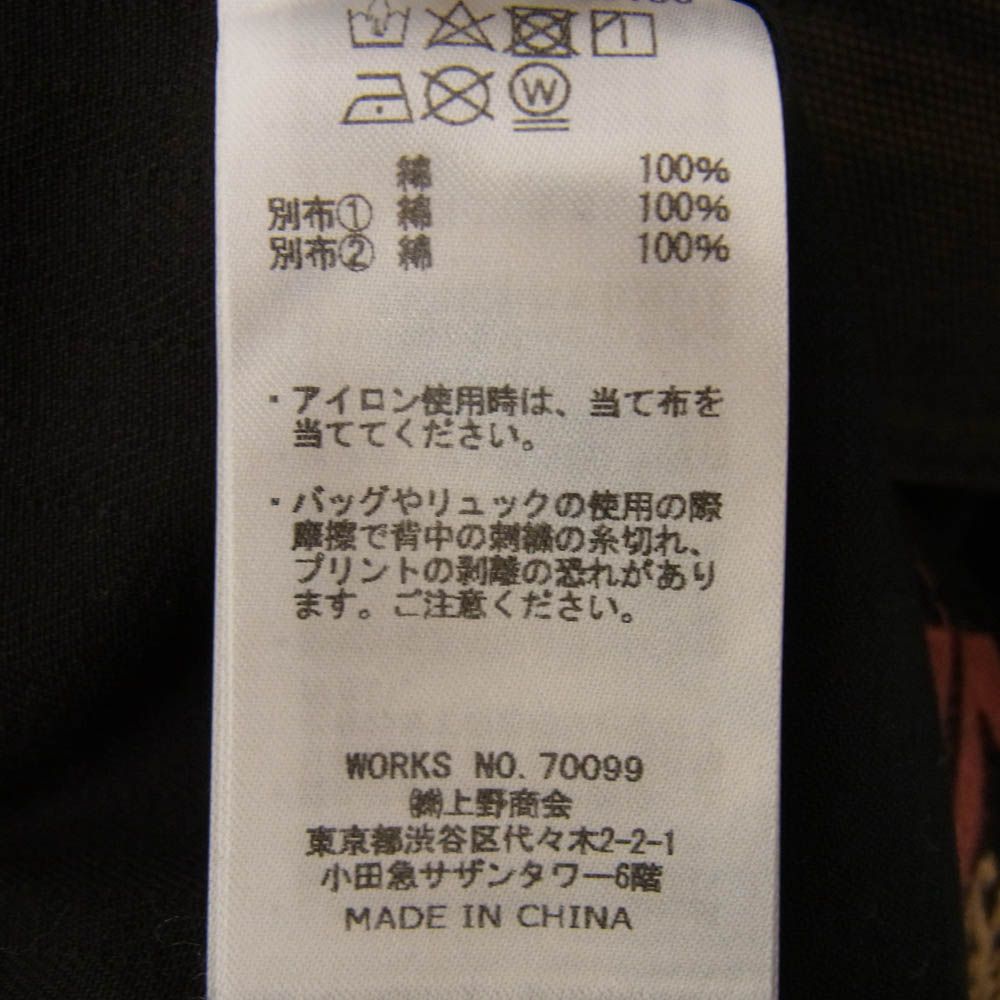 綿 100%
別布① 綿 100%
別布② 綿 100%
・アイロン使用時は、当て布を
当ててください。
・バッグやリュックの使用の際
摩擦で背中の刺繍の糸切れ、
プリントの剥離の恐れがあり
ます。ご注意ください。
WORKS NO. 70099
㈱上野商会
東京都渋谷区代々木2-2-1
小田急サザンタワー6階
MADE IN CHINA